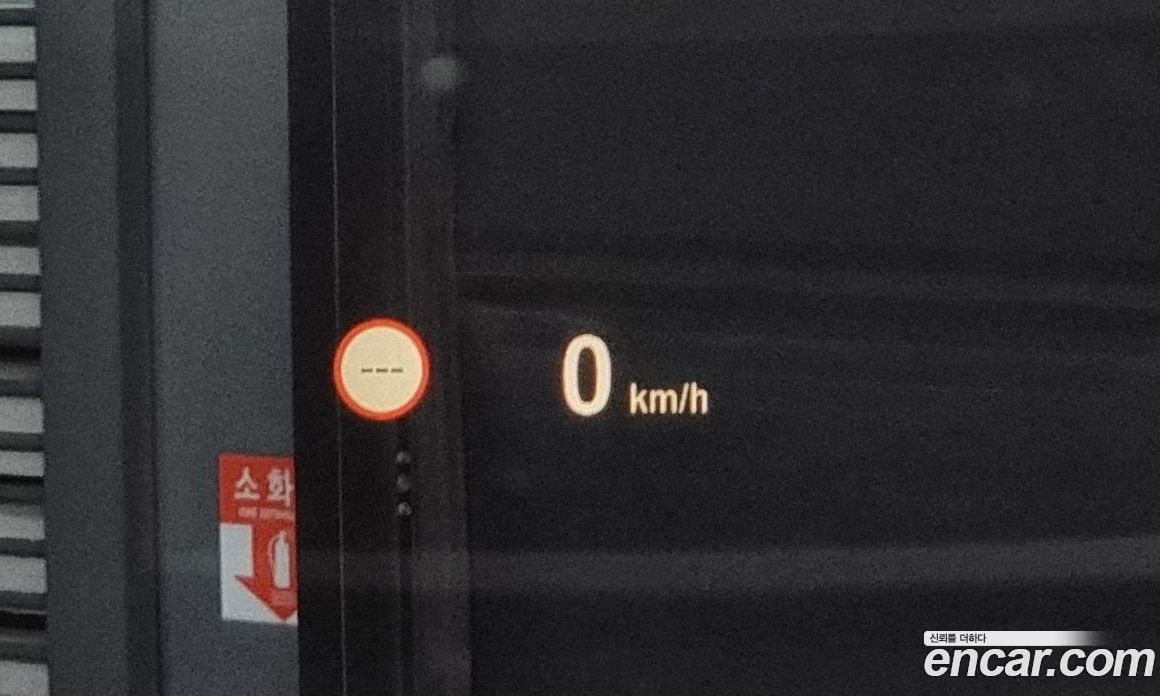 ---
0 km/h
소화
신뢰를 더하다
encar.com